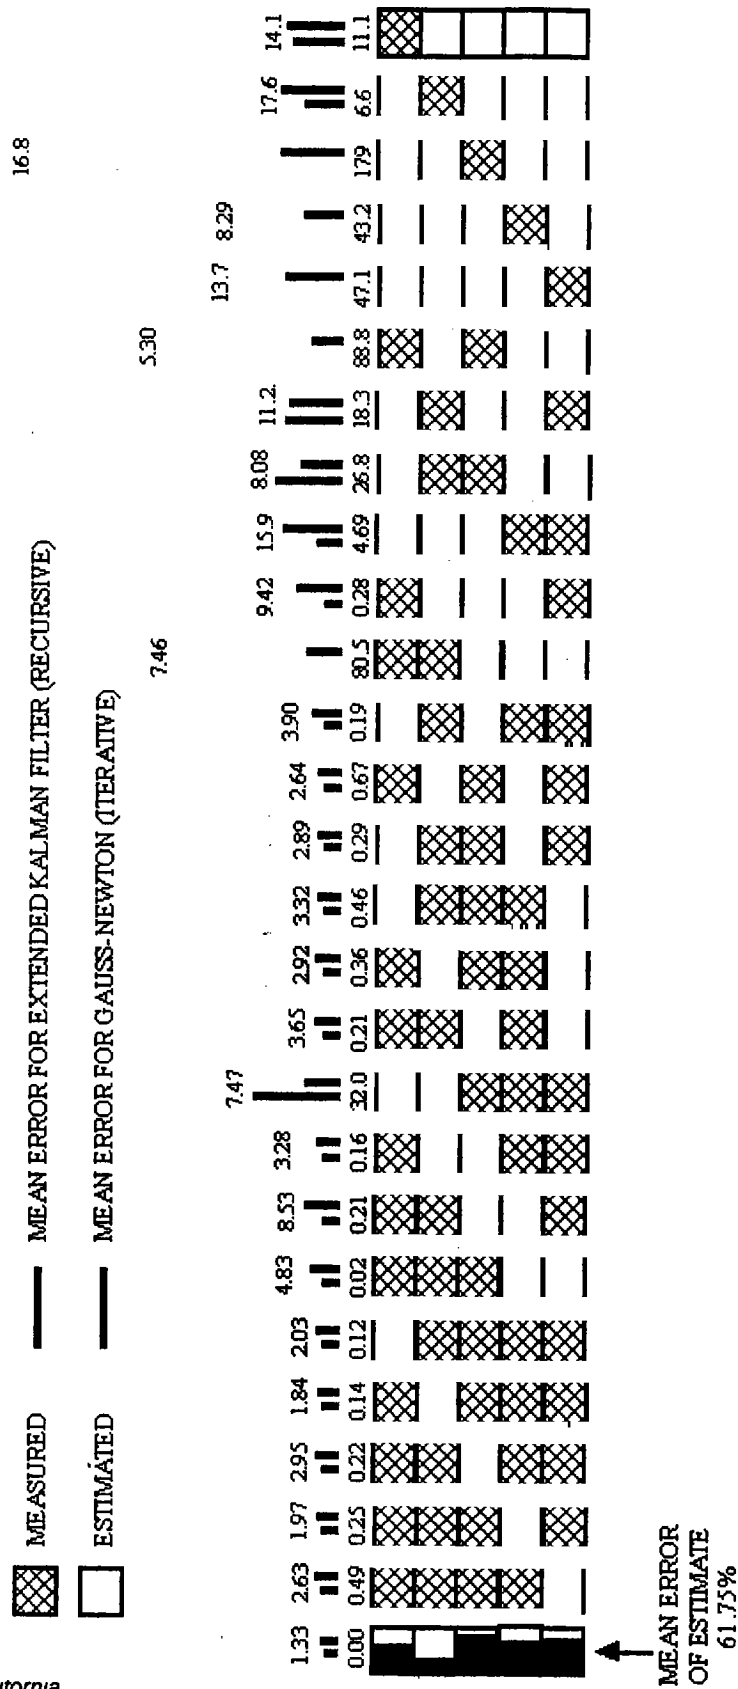 MEASURED
ESTIMATED
MEAN ERROR FOR EXTENDED KALMAN FILTER (RECURSIVE)
MEAN ERROR FOR GAUSS-NEWTON (ITERATIVE)
1.33 2.63 1.97 2.95 1.84 2.03 4.83 8.53 3.28 7.47 3.65 2.92 3.32 2.89 2.64 3.90 7.46 9.42 15.9 8.08 11.2 5.30 13.7 8.29 16.8 17.6 14.1
0.00 0.49 0.25 0.22 0.14 0.12 0.02 0.21 0.16 32.0 0.21 0.36 0.46 0.29 0.67 0.19 80.5 0.28 4.69 26.8 18.3 88.8 47.1 43.2 179 6.6 11.1
MEAN ERROR
OF ESTIMATE
61.75%